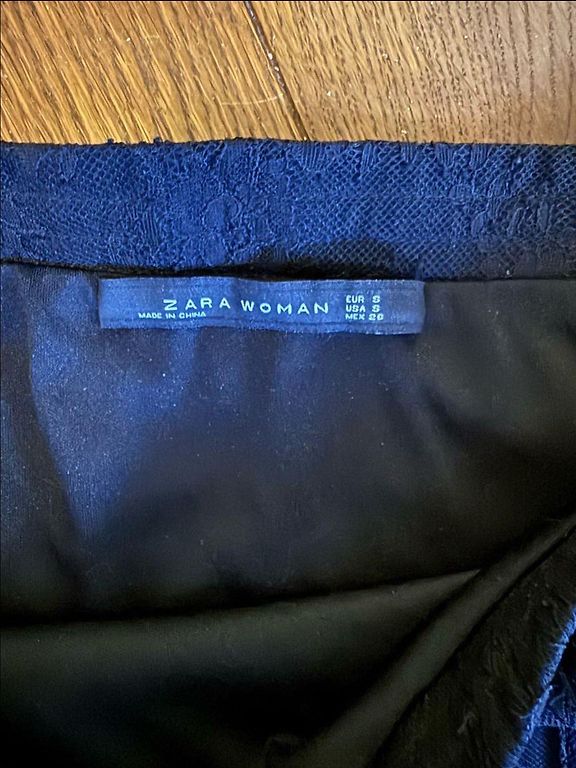 ZARA WOMAN
MADE IN CHINA
EUR S
USA S
MEX 26